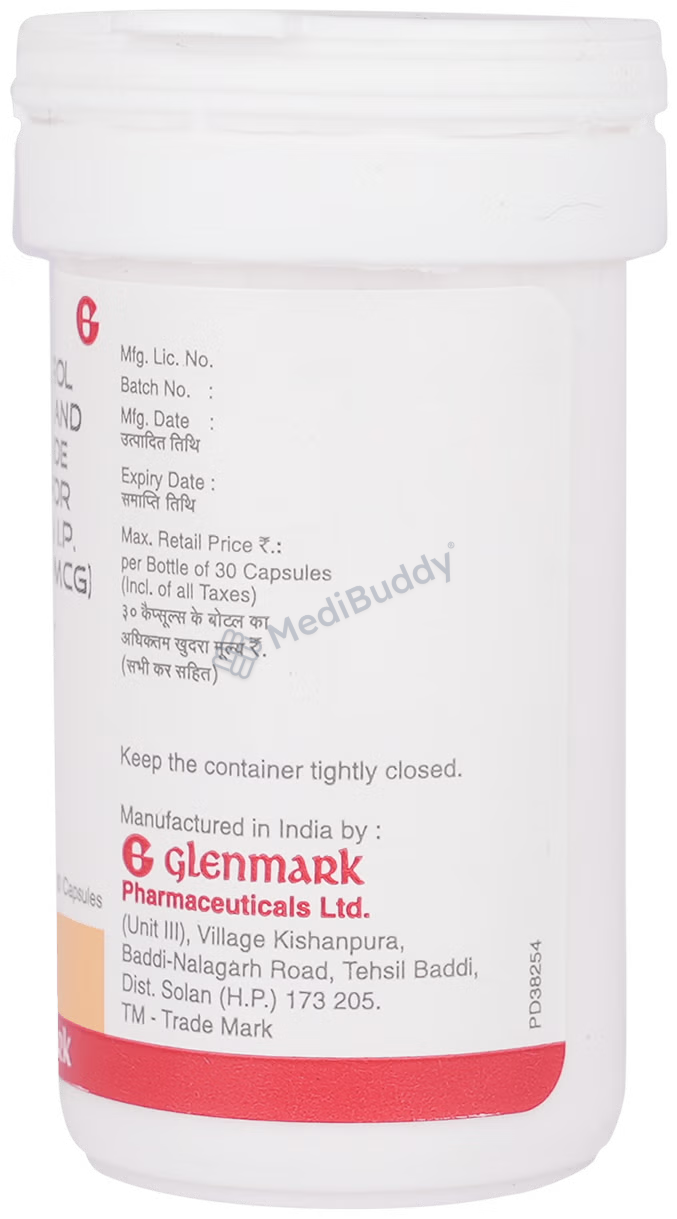 G
AND
I.P.
MCG)
Capsules
Mfg. Lic. No.
Batch No. :
Mfg. Date :
उत्पादित तिथि
Expiry Date :
समाप्ति तिथि
Max. Retail Price ₹.:
per Bottle of 30 Capsules
(Incl. of all Taxes)
३० कैप्सूल्स के बोटल का
अधिकतम खुदरा मूल्य ₹.
(सभी कर सहित)
MediBuddy
Keep the container tightly closed.
Manufactured in India by :
G GLENMARK
Pharmaceuticals Ltd.
(Unit III), Village Kishanpura,
Baddi-Nalagarh Road, Tehsil Baddi,
Dist. Solan (H.P.) 173 205.
TM - Trade Mark
PD38254